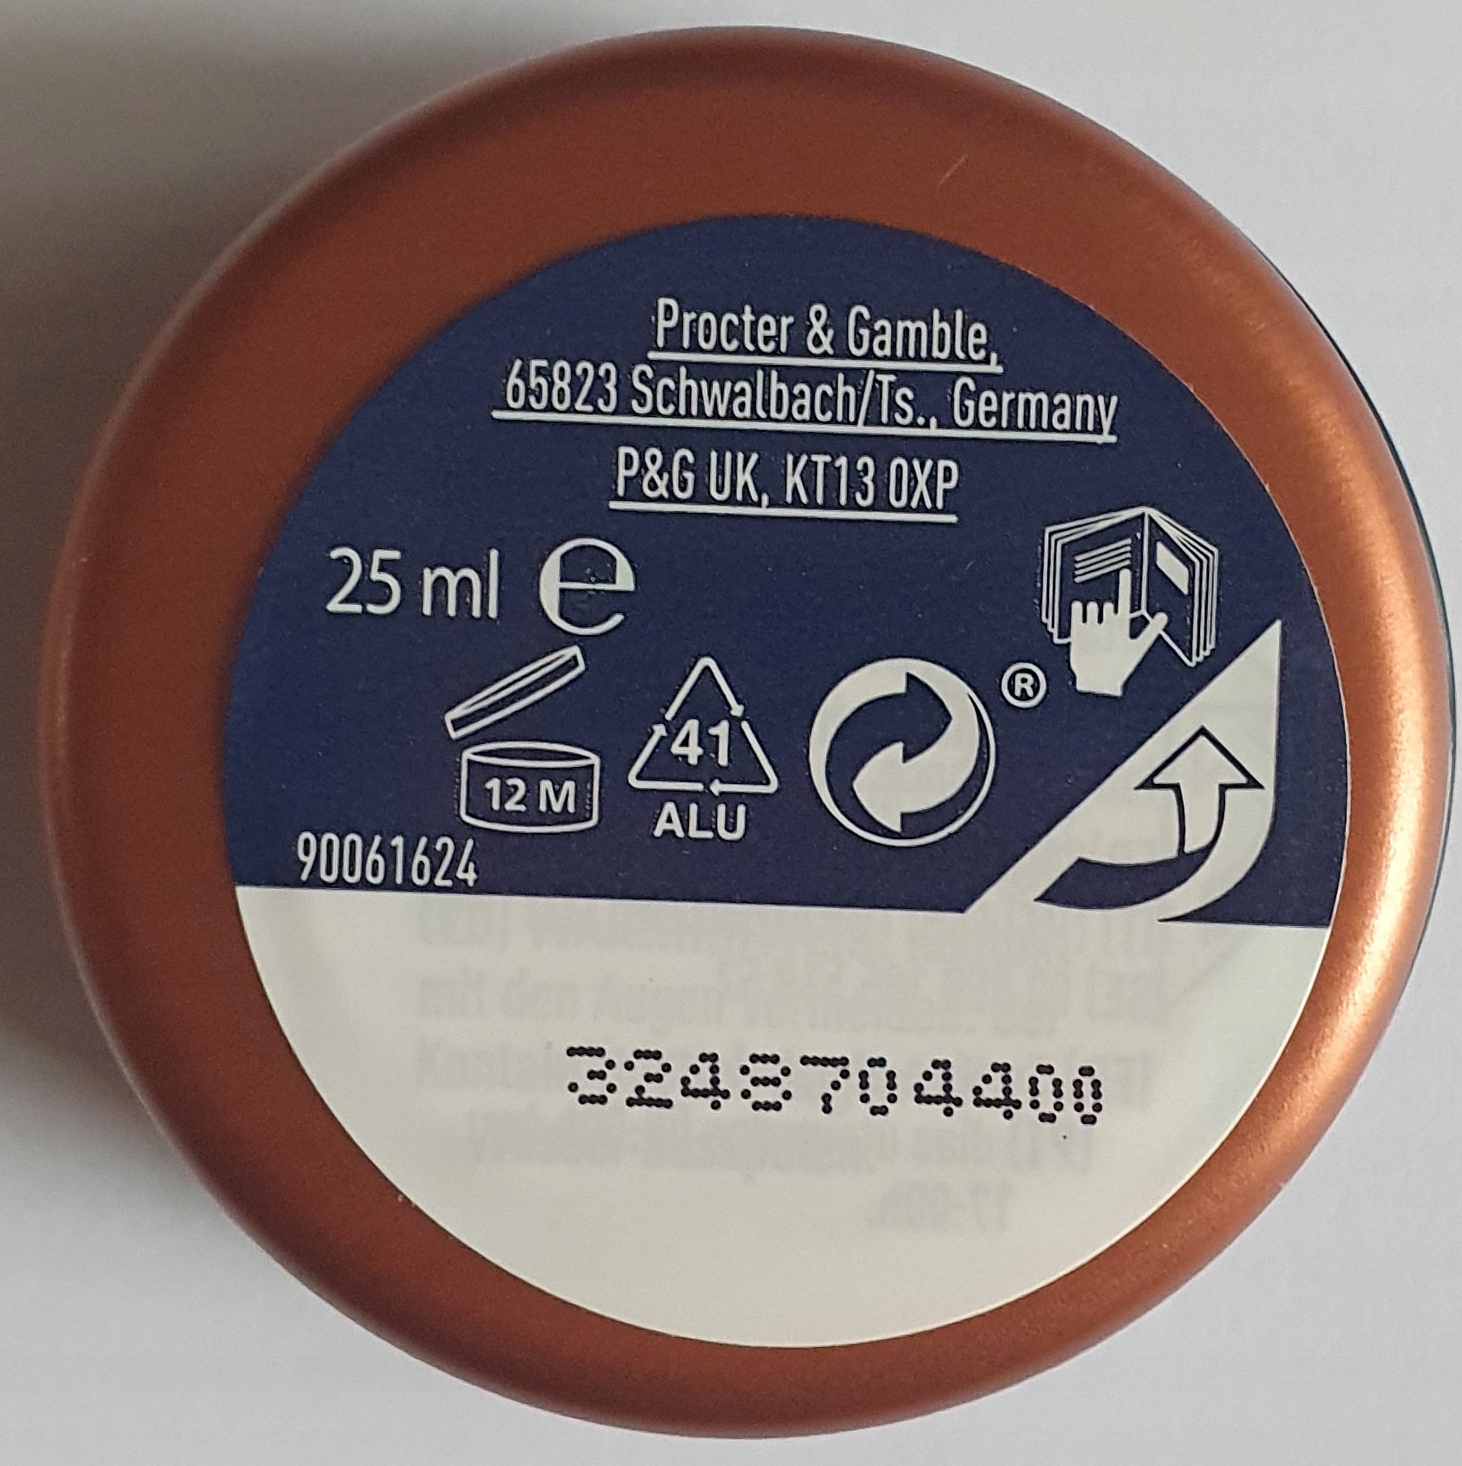 Procter & Gamble,
65823 Schwalbach/Ts., Germany
P&G UK, KT13 0XP
25 ml e
®
12 M
41
ALU
90061624
3248704400